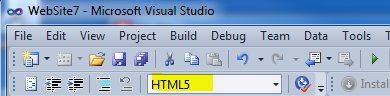 WebSite7 - Microsoft Visual Studio
File Edit View Project Build Debug Team Data Tools
HTML5
Instal